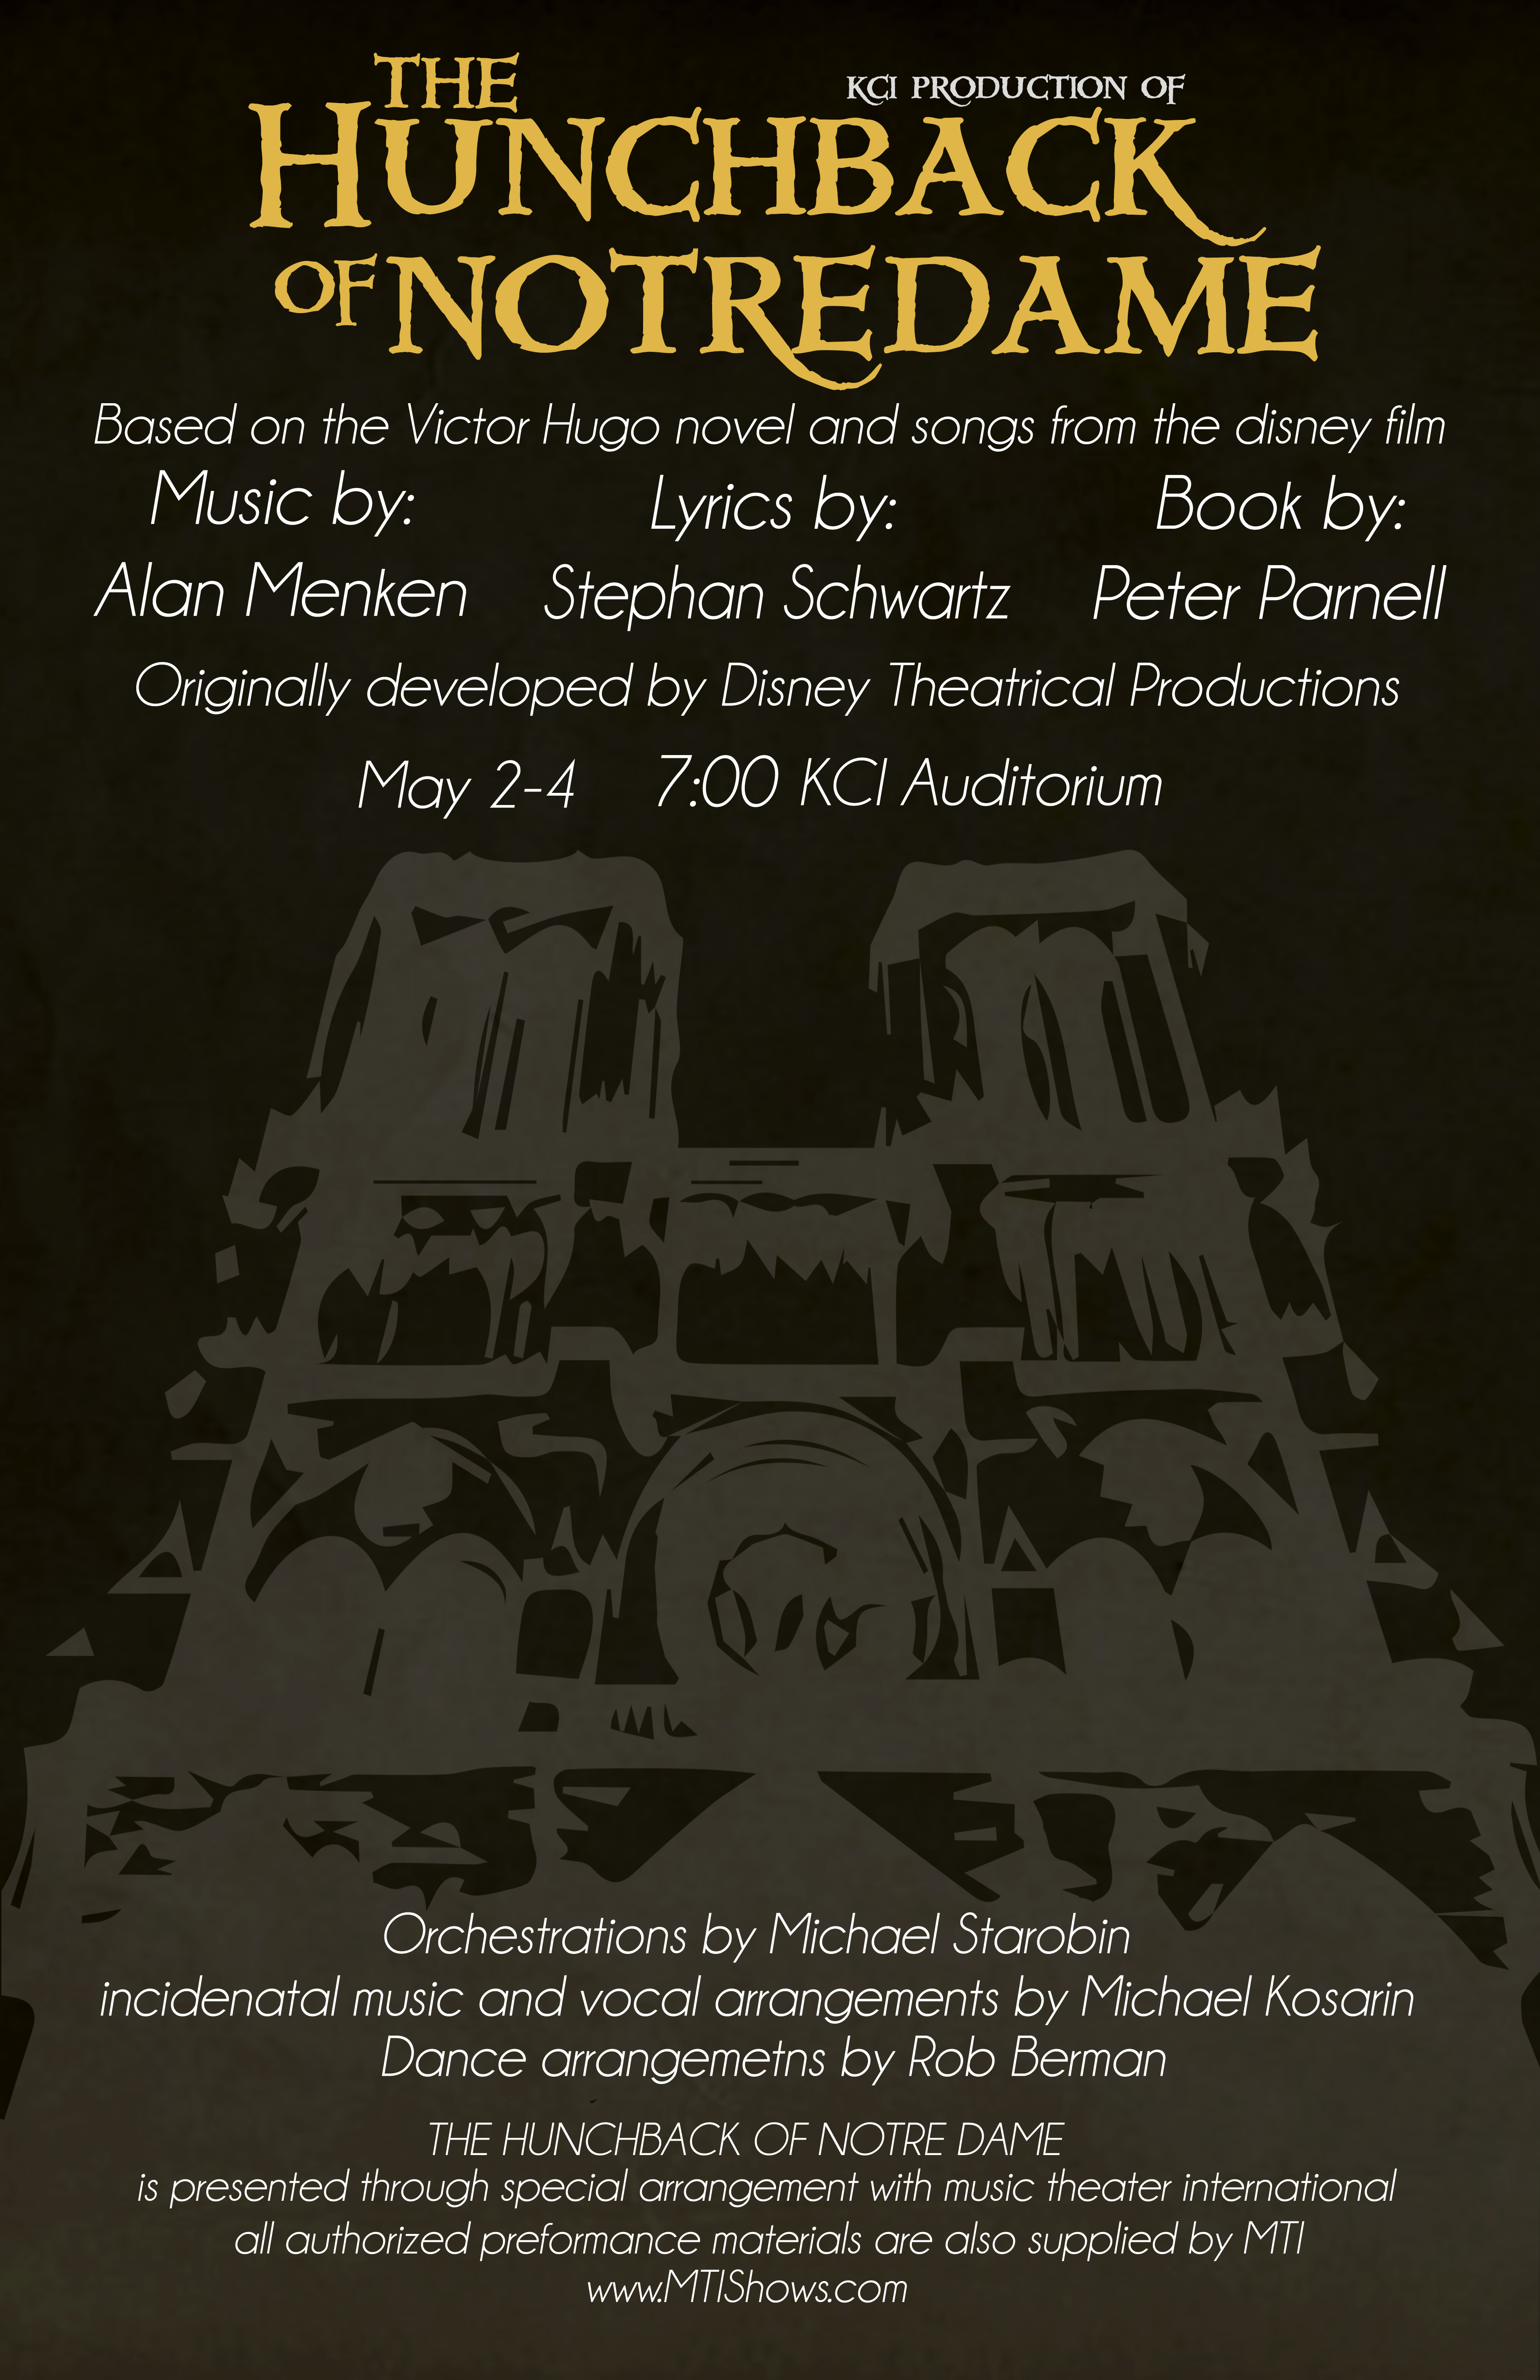 THE
KCI PRODUCTION OF
HUNCHBACK
OF NOTREDAME
Based on the Victor Hugo novel and songs from the disney film
Music by: Lyrics by: Book by:
Alan Menken Stephan Schwartz Peter Parnell
Originally developed by Disney Theatrical Productions
May 2-4 7:00 KCI Auditorium
Orchestrations by Michael Starobin
incidenatal music and vocal arrangements by Michael Kosarin
Dance arrangemetns by Rob Berman
THE HUNCHBACK OF NOTRE DAME
is presented through special arrangement with music theater international
all authorized preformance materials are also supplied by MTI
www.MTIShows.com